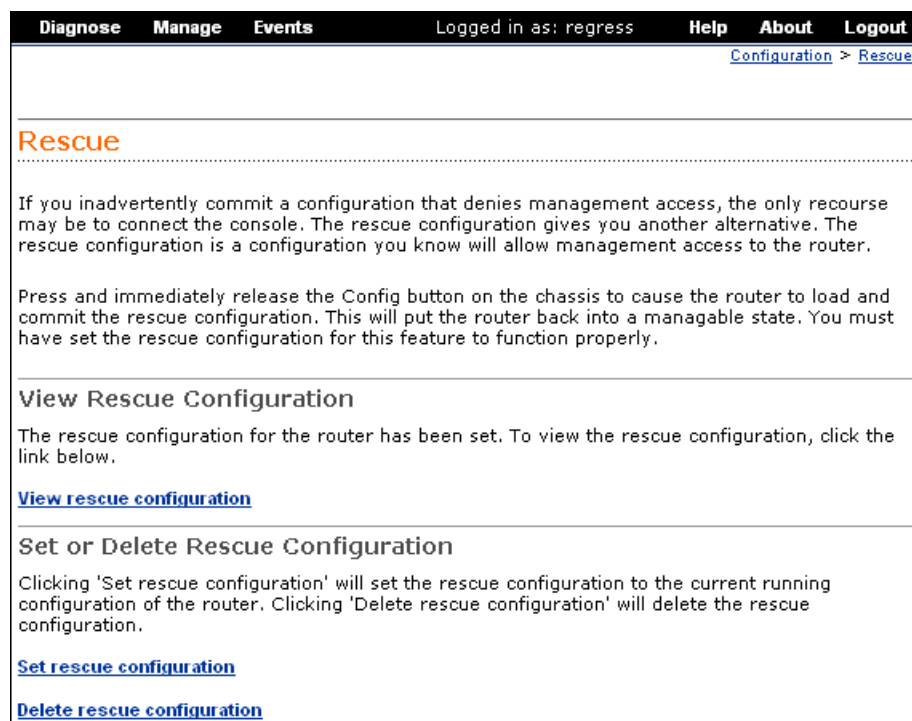 Diagnose Manage Events Logged in as: regress Help About Logout
Configuration > Rescue
Rescue
If you inadvertently commit a configuration that denies management access, the only recourse
may be to connect the console. The rescue configuration gives you another alternative. The
rescue configuration is a configuration you know will allow management access to the router.
Press and immediately release the Config button on the chassis to cause the router to load and
commit the rescue configuration. This will put the router back into a managable state. You must
have set the rescue configuration for this feature to function properly.
View Rescue Configuration
The rescue configuration for the router has been set. To view the rescue configuration, click the
link below.
View rescue configuration
Set or Delete Rescue Configuration
Clicking 'Set rescue configuration' will set the rescue configuration to the current running
configuration of the router. Clicking 'Delete rescue configuration' will delete the rescue
configuration.
Set rescue configuration
Delete rescue configuration